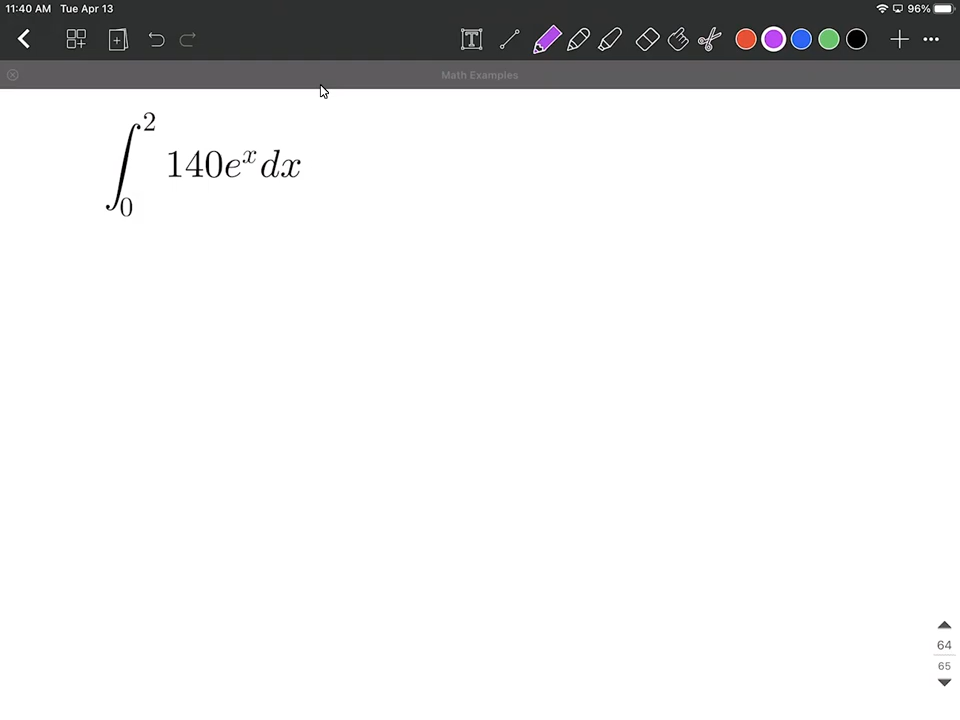 11:40 AM Tue Apr 13 96%
T
Math Examples
∫₀² 140eˣ dx
64
65